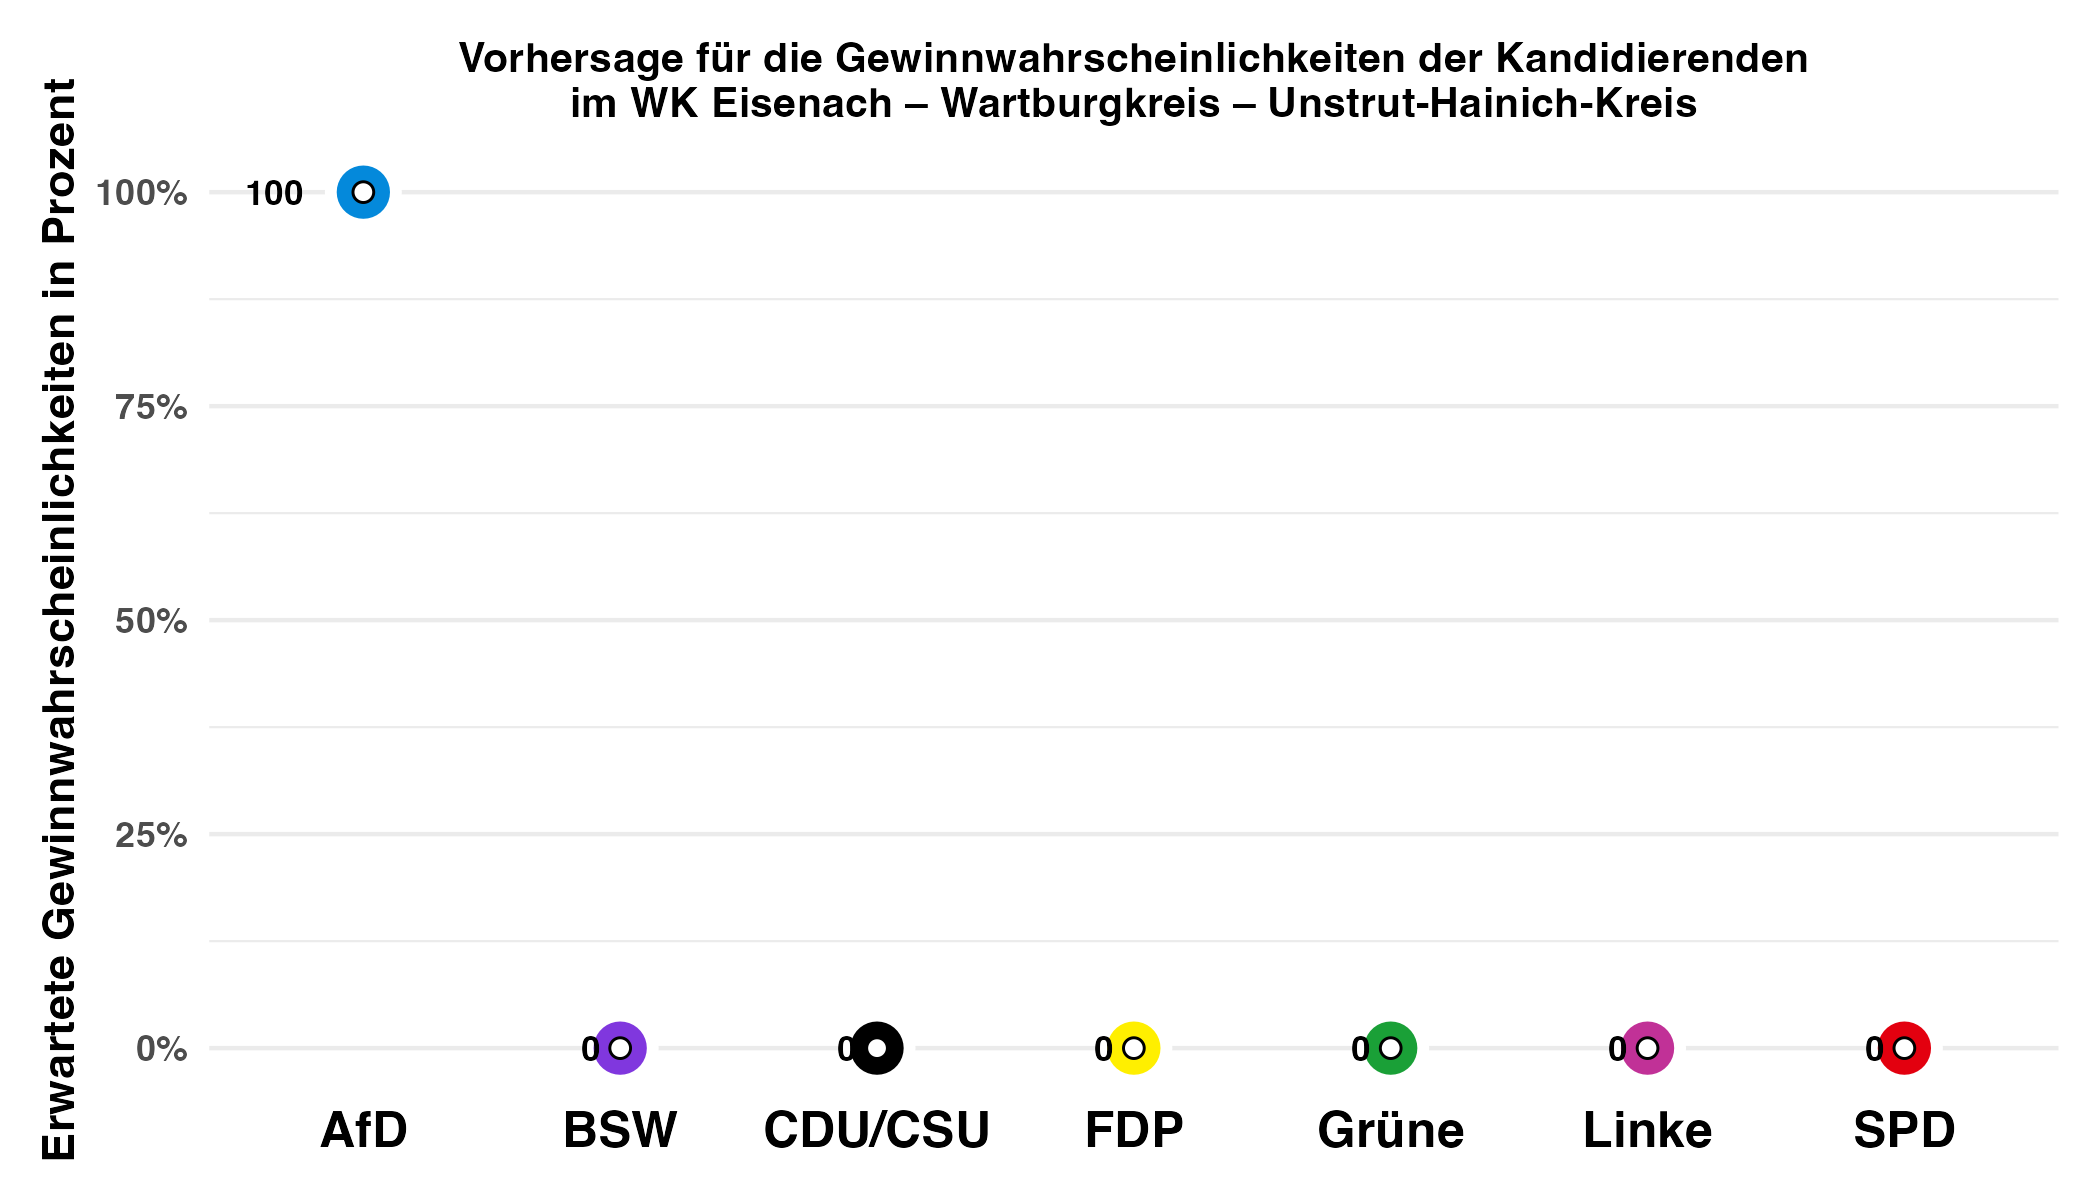 Vorhersage für die Gewinnwahrscheinlichkeiten der Kandidierenden
im WK Eisenach – Wartburgkreis – Unstrut-Hainich-Kreis
Erwartete Gewinnwahrscheinlichkeiten in Prozent
100%
100
75%
50%
25%
0%
0
0
0
0
0
0
AfD
BSW
CDU/CSU
FDP
Grüne
Linke
SPD